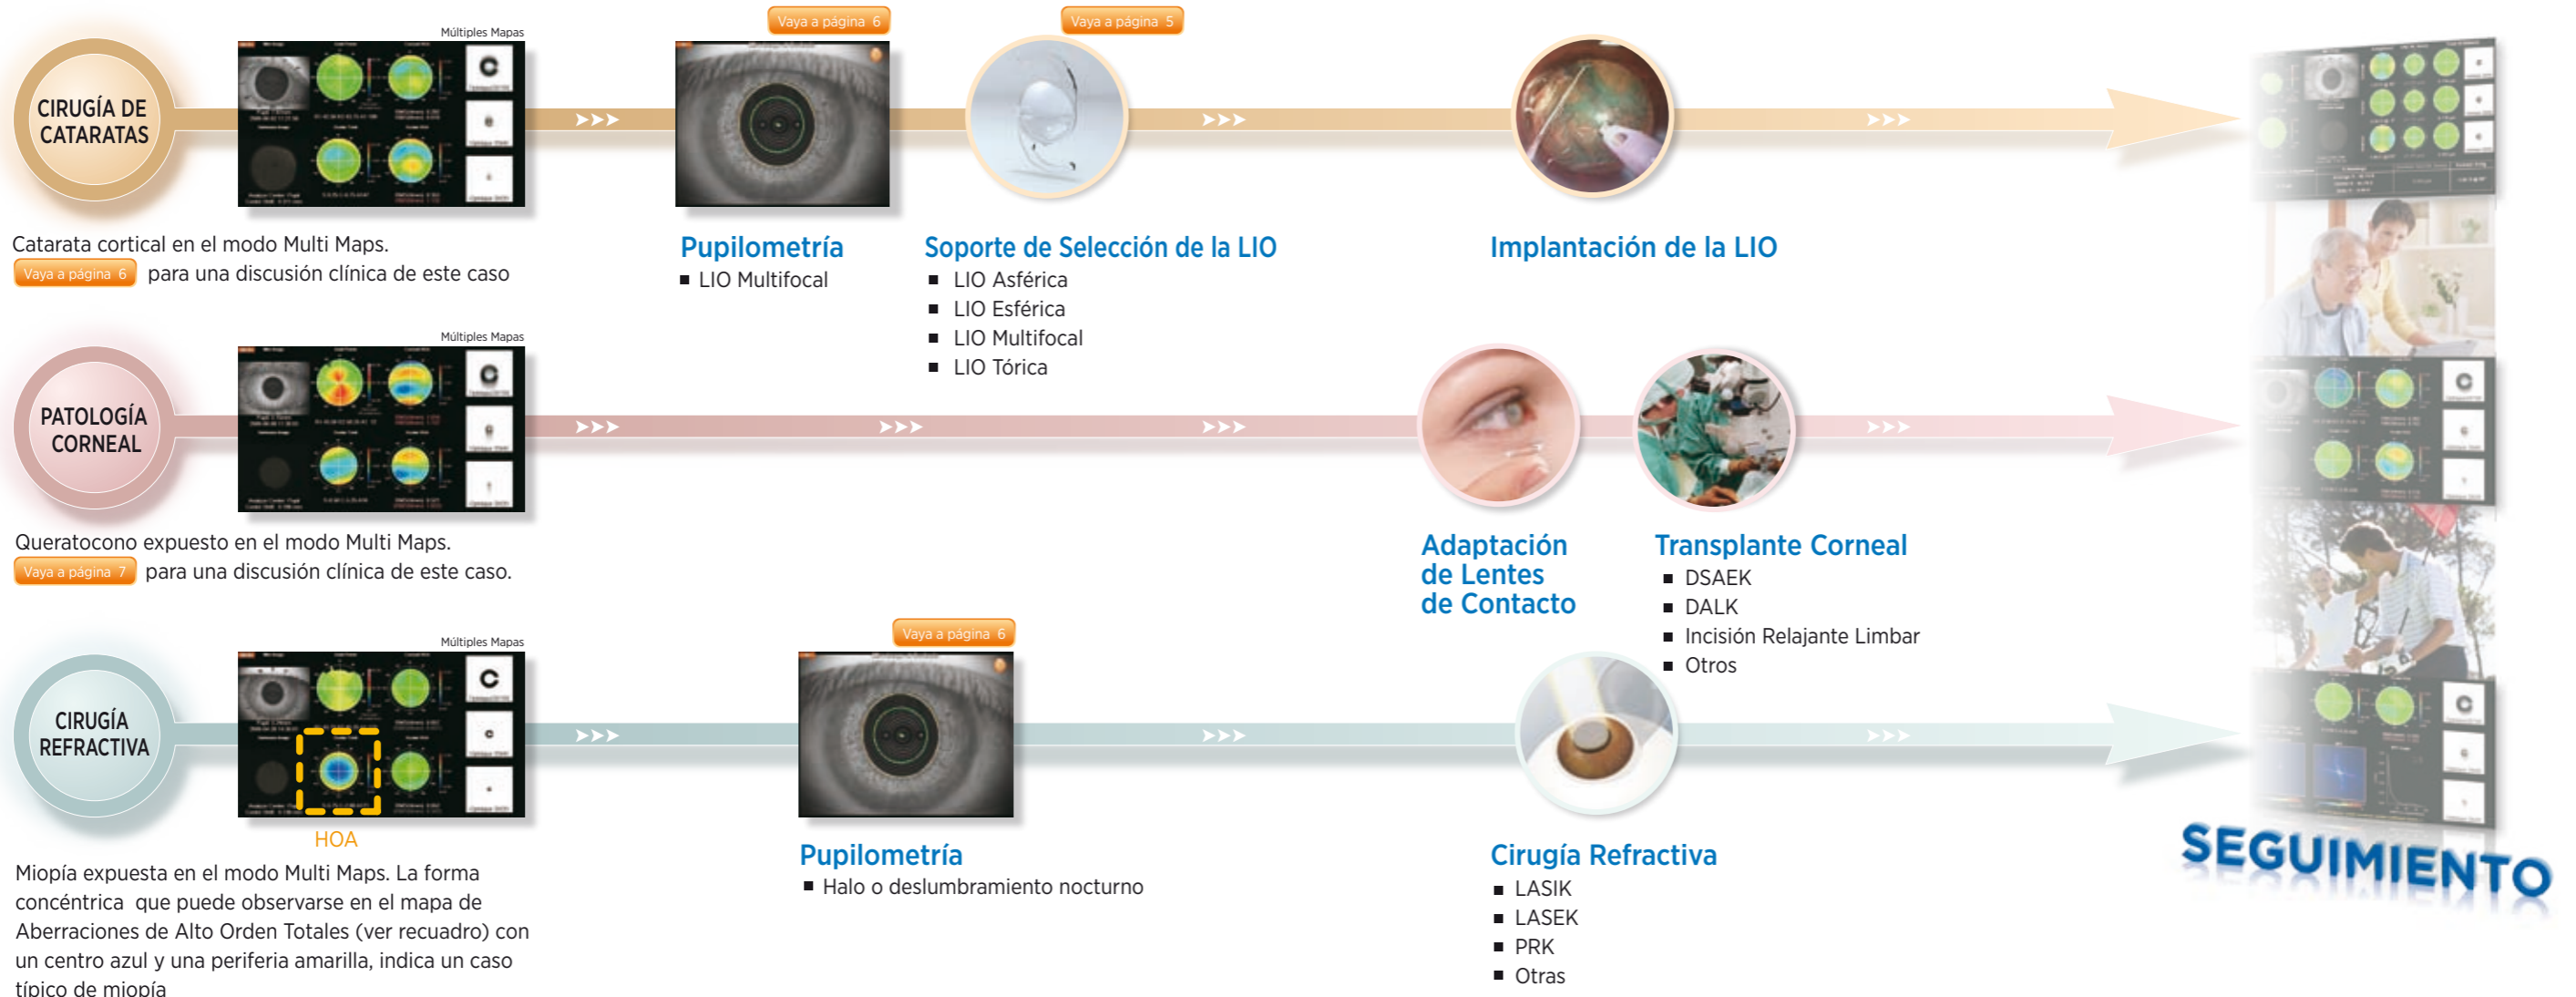 Vaya a página 6
Vaya a página 5
Múltiples Mapas
CIRUGÍA DE
CATARATAS
Catarata cortical en el modo Multi Maps.
Vaya a página 6 para una discusión clínica de este caso
Pupilometría
LIO Multifocal
Soporte de Selección de la LIO
LIO Asférica
LIO Esférica
LIO Multifocal
LIO Tórica
Implantación de la LIO
Múltiples Mapas
PATOLOGÍA
CORNEAL
Queratocono expuesto en el modo Multi Maps.
Vaya a página 7 para una discusión clínica de este caso.
Adaptación
de Lentes
de Contacto
Transplante Corneal
DSAEK
DALK
Incisión Relajante Limbar
Otros
Múltiples Mapas
Vaya a página 6
CIRUGÍA
REFRACTIVA
HOA
Miopía expuesta en el modo Multi Maps. La forma
concéntrica que puede observarse en el mapa de
Aberraciones de Alto Orden Totales (ver recuadro) con
un centro azul y una periferia amarilla, indica un caso
típico de miopía
Pupilometría
Halo o deslumbramiento nocturno
Cirugía Refractiva
LASIK
LASEK
PRK
Otras
SEGUIMIENTO